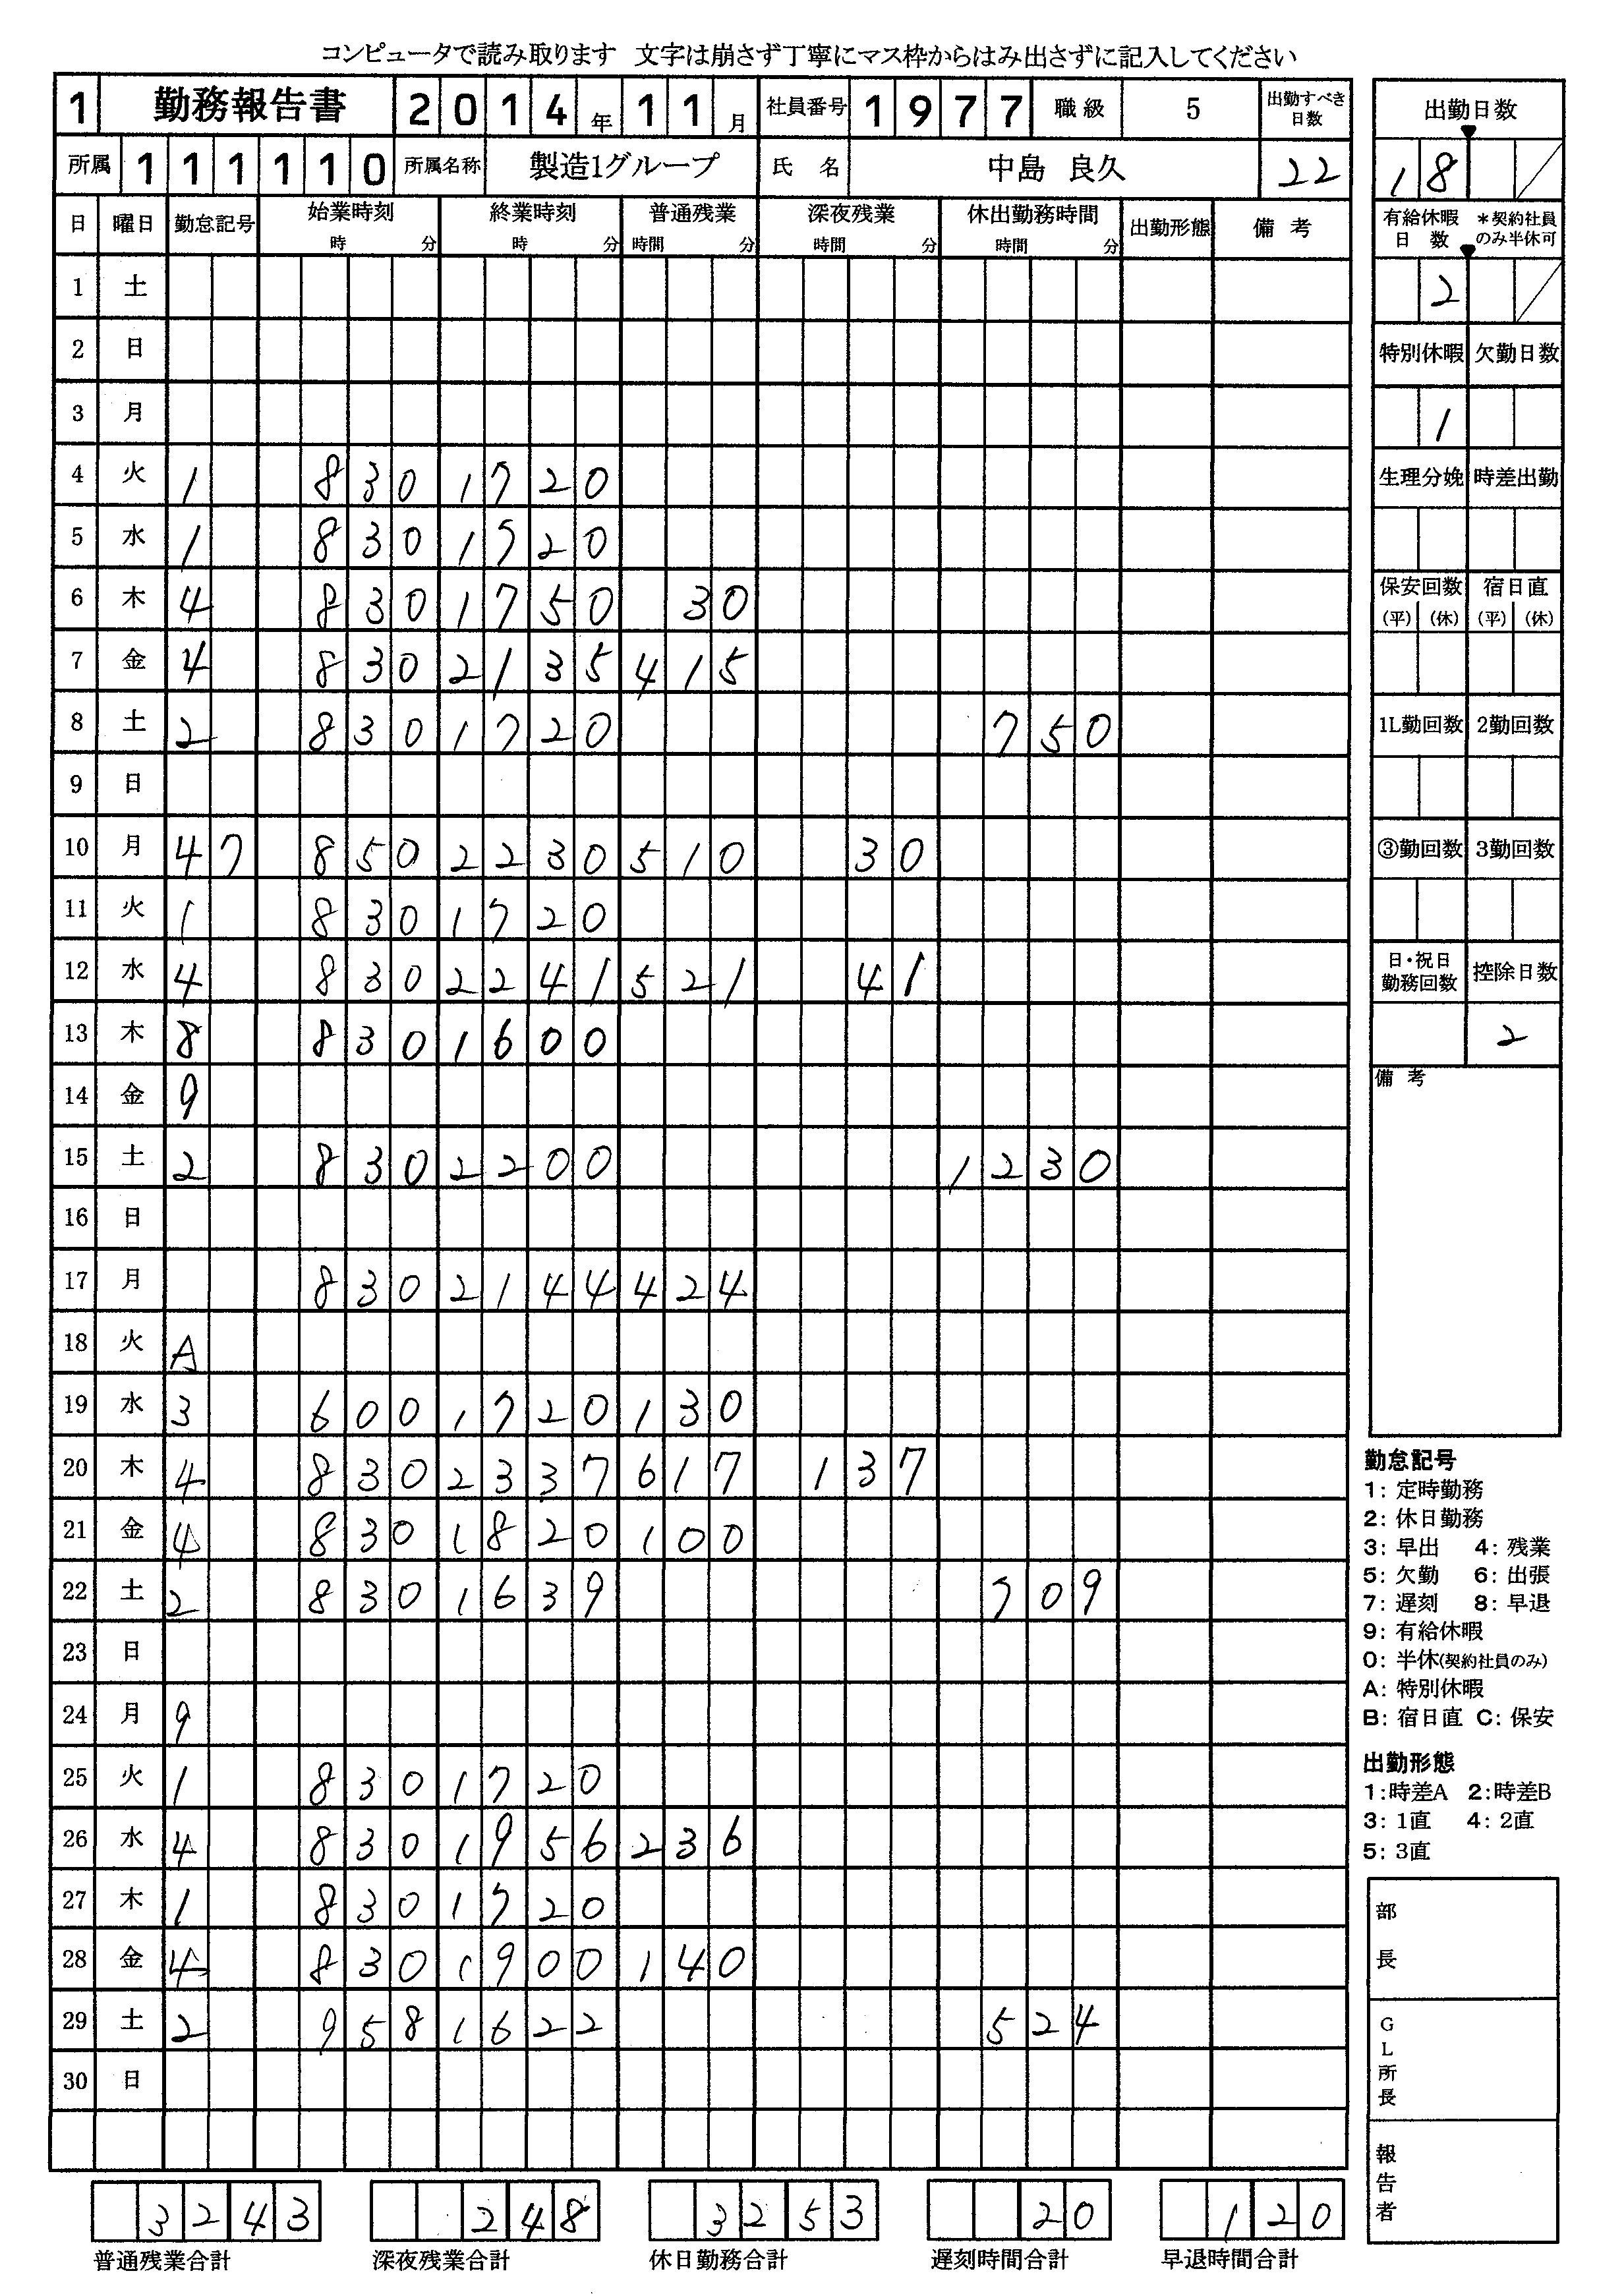 コンピュータで読み取ります 文字は崩さず丁寧にマス枠からはみ出さずに記入してください
1 勤務報告書 2014年11月 社員番号 1977 職級 5 出勤すべき日数 22
所属 111110 所属名称 製造1グループ 氏名 中島 良久
日 曜日 勤怠記号 始業時刻 時 分 終業時刻 時 分 普通残業 時間 分 深夜残業 時間 分 休出勤務時間 時間 分 出勤形態 備考
1 土
2 日
3 月
4 火 1 830 1720
5 水 1 830 1720
6 木 4 830 1750 30
7 金 4 830 2135 415
8 土 2 830 1720 750
9 日
10 月 47 850 2230 510 30
11 火 1 830 1720
12 水 4 830 2241 521 41
13 木 8 830 1600
14 金 9
15 土 2 830 2200 1230
16 日
17 月 830 2144 424
18 火 A
19 水 3 600 1720 130
20 木 4 830 2337 617 137
21 金 4 830 1820 100
22 土 2 830 1639 709
23 日
24 月 9
25 火 1 830 1720
26 水 4 830 1956 236
27 木 1 830 1720
28 金 4 830 1900 140
29 土 2 958 1622 524
30 日
3243 248 3253 20 120
普通残業合計 深夜残業合計 休日勤務合計 遅刻時間合計 早退時間合計
出勤日数
18
有給休暇日数 *契約社員のみ半休可
2
特別休暇 欠勤日数
1
生理分娩 時差出勤
保安回数 宿日直
(平) (休) (平) (休)
1L勤回数 2勤回数
③勤回数 3勤回数
日・祝日勤務回数 控除日数
2
備考
勤怠記号
1: 定時勤務
2: 休日勤務
3: 早出 4: 残業
5: 欠勤 6: 出張
7: 遅刻 8: 早退
9: 有給休暇
0: 半休(契約社員のみ)
A: 特別休暇
B: 宿日直 C: 保安
出勤形態
1:時差A 2:時差B
3: 1直 4: 2直
5: 3直
部長
GL所長
報告者